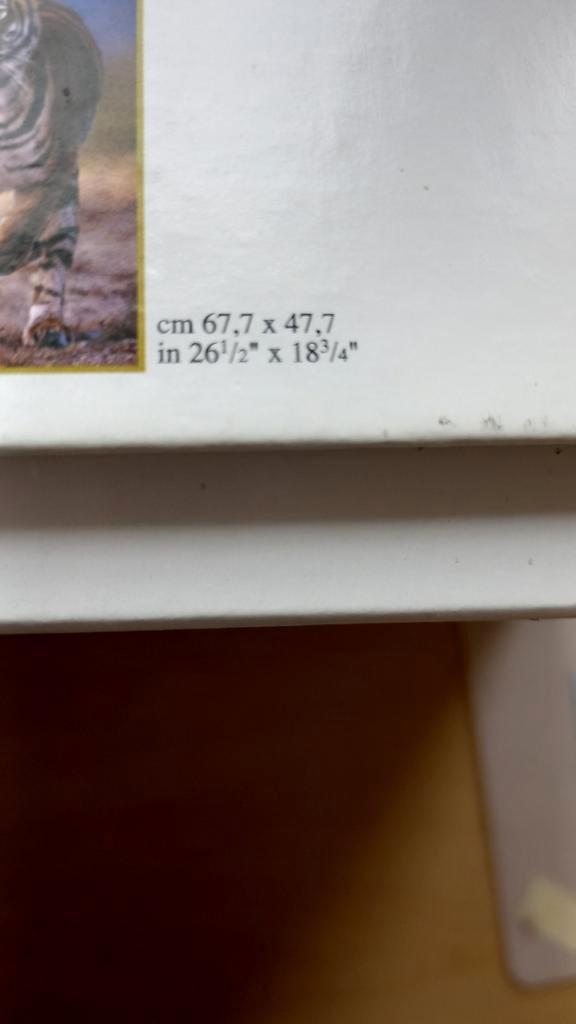 cm 67,7 x 47,7
in 26¹/₂" x 18³/₄"